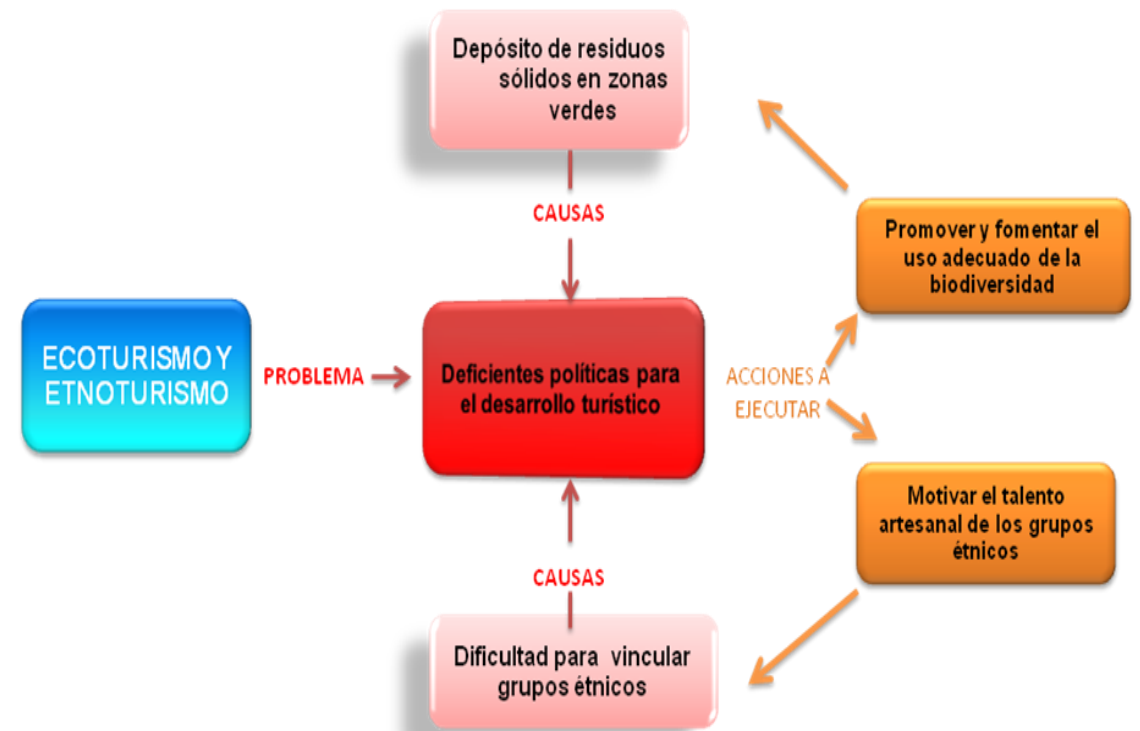 Depósito de residuos
sólidos en zonas
verdes
CAUSAS
Promover y fomentar el
uso adecuado de la
biodiversidad
ECOTURISMO Y
ETNOTURISMO
PROBLEMA
Deficientes políticas para
el desarrollo turístico
ACCIONES A
EJECUTAR
Motivar el talento
artesanal de los grupos
étnicos
CAUSAS
Dificultad para vincular
grupos étnicos